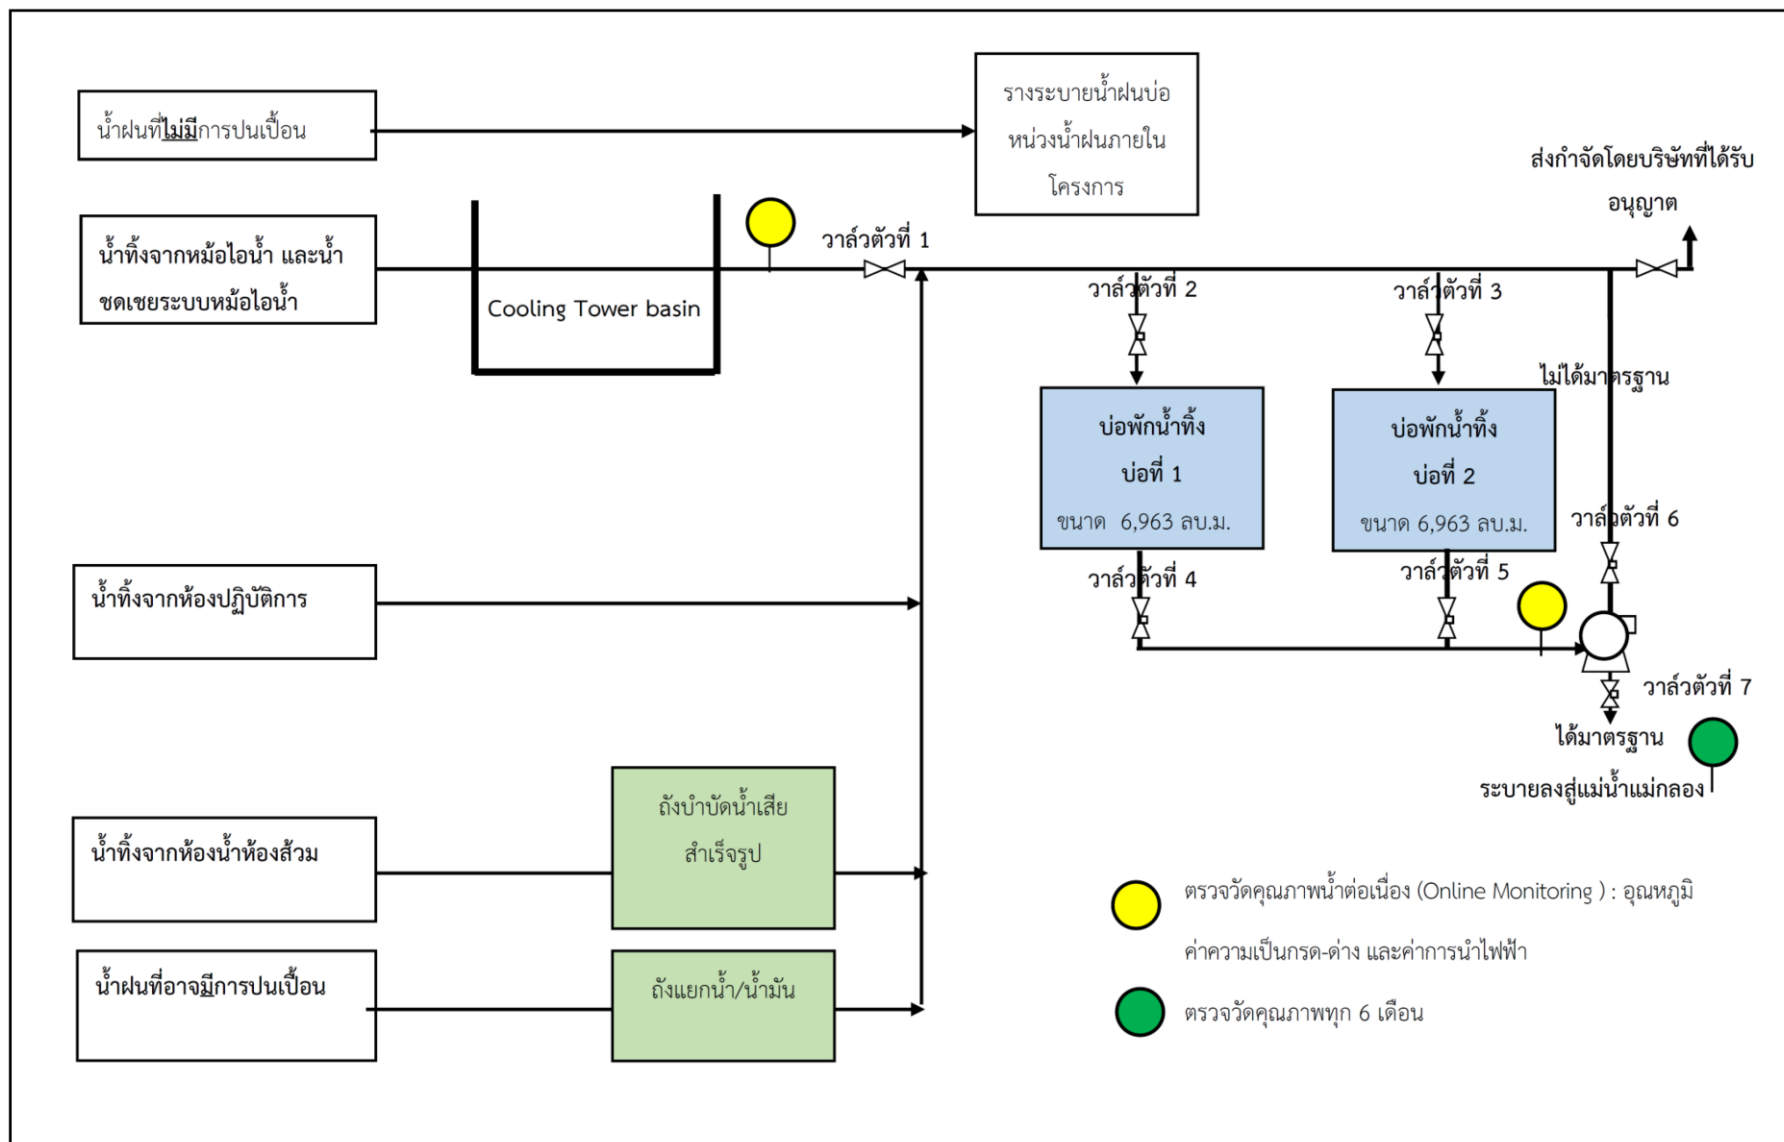 น้ำฝนที่ไม่มีการปนเปื้อน
รางระบายน้ำฝนบ่อ
หน่วงน้ำฝนภายใน
โครงการ
ส่งกำจัดโดยบริษัทที่ได้รับ
อนุญาต
น้ำทิ้งจากหม้อไอน้ำ และน้ำ
ชดเชยระบบหม้อไอน้ำ
Cooling Tower basin
วาล์วตัวที่ 1
วาล์วตัวที่ 2
วาล์วตัวที่ 3
ไม่ได้มาตรฐาน
บ่อพักน้ำทิ้ง
บ่อที่ 1
ขนาด 6,963 ลบ.ม.
บ่อพักน้ำทิ้ง
บ่อที่ 2
ขนาด 6,963 ลบ.ม.
วาล์วตัวที่ 6
วาล์วตัวที่ 4
วาล์วตัวที่ 5
น้ำทิ้งจากห้องปฏิบัติการ
วาล์วตัวที่ 7
ได้มาตรฐาน
ระบายลงสู่แม่น้ำแม่กลอง
น้ำทิ้งจากห้องน้ำห้องส้วม
ถังบำบัดน้ำเสีย
สำเร็จรูป
น้ำฝนที่อาจมีการปนเปื้อน
ถังแยกน้ำ/น้ำมัน
ตรวจวัดคุณภาพน้ำต่อเนื่อง (Online Monitoring ) : อุณหภูมิ
ค่าความเป็นกรด-ด่าง และค่าการนำไฟฟ้า
ตรวจวัดคุณภาพทุก 6 เดือน